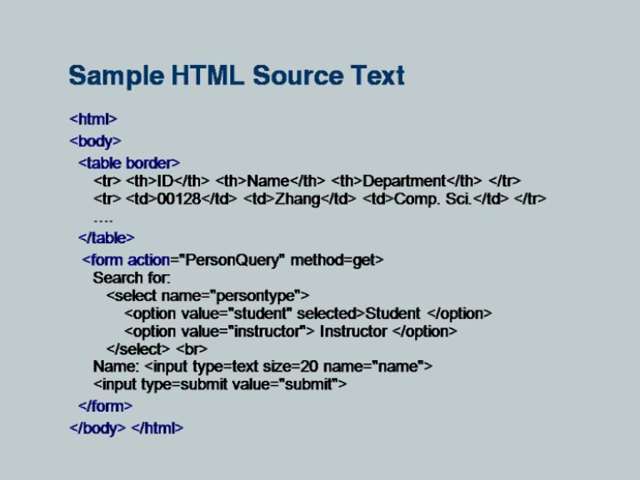 Sample HTML Source Text
<html>
<body>
<table border>
<tr> <th>ID</th> <th>Name</th> <th>Department</th> </tr>
<tr> <td>00128</td> <td>Zhang</td> <td>Comp. Sci.</td> </tr>
....
</table>
<form action="PersonQuery" method=get>
Search for:
<select name="persontype">
<option value="student" selected>Student </option>
<option value="instructor"> Instructor </option>
</select> <br>
Name: <input type=text size=20 name="name">
<input type=submit value="submit">
</form>
</body> </html>